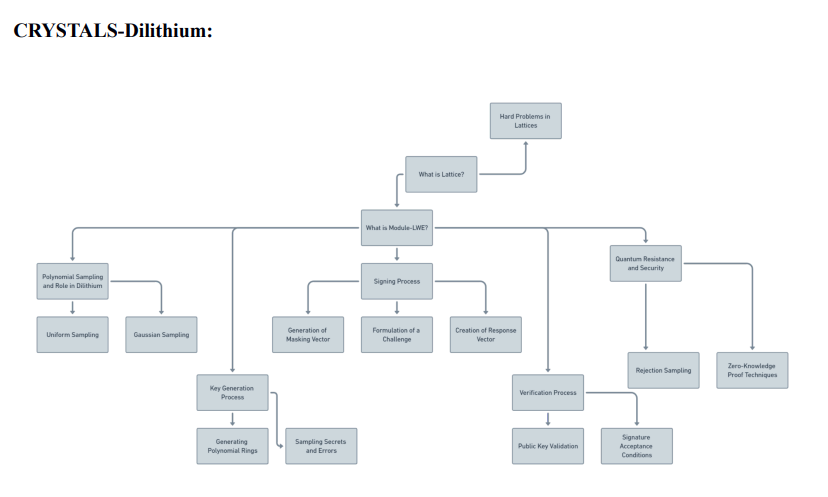 CRYSTALS-Dilithium:
Hard Problems in
Lattices
What is Lattice?
What is Module-LWE?
Polynomial Sampling
and Role in Dilithium
Signing Process
Quantum Resistance
and Security
Uniform Sampling
Gaussian Sampling
Generation of
Masking Vector
Formulation of a
Challenge
Creation of Response
Vector
Rejection Sampling
Zero-Knowledge
Proof Techniques
Key Generation
Process
Verification Process
Generating
Polynomial Rings
Sampling Secrets
and Errors
Public Key Validation
Signature
Acceptance
Conditions